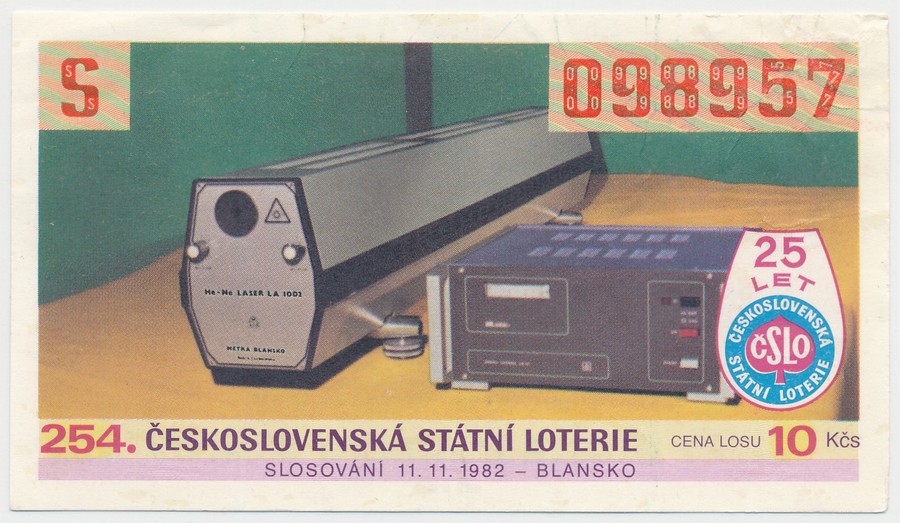 S
098957
He-Ne LASER LA 1002
METRA BLANSKO
25
LET
ČESKOSLOVENSKÁ STÁTNÍ LOTERIE
ČSLO
254. ČESKOSLOVENSKÁ STÁTNÍ LOTERIE CENA LOSU 10 Kčs
SLOSOVÁNÍ 11. 11. 1982 – BLANSKO